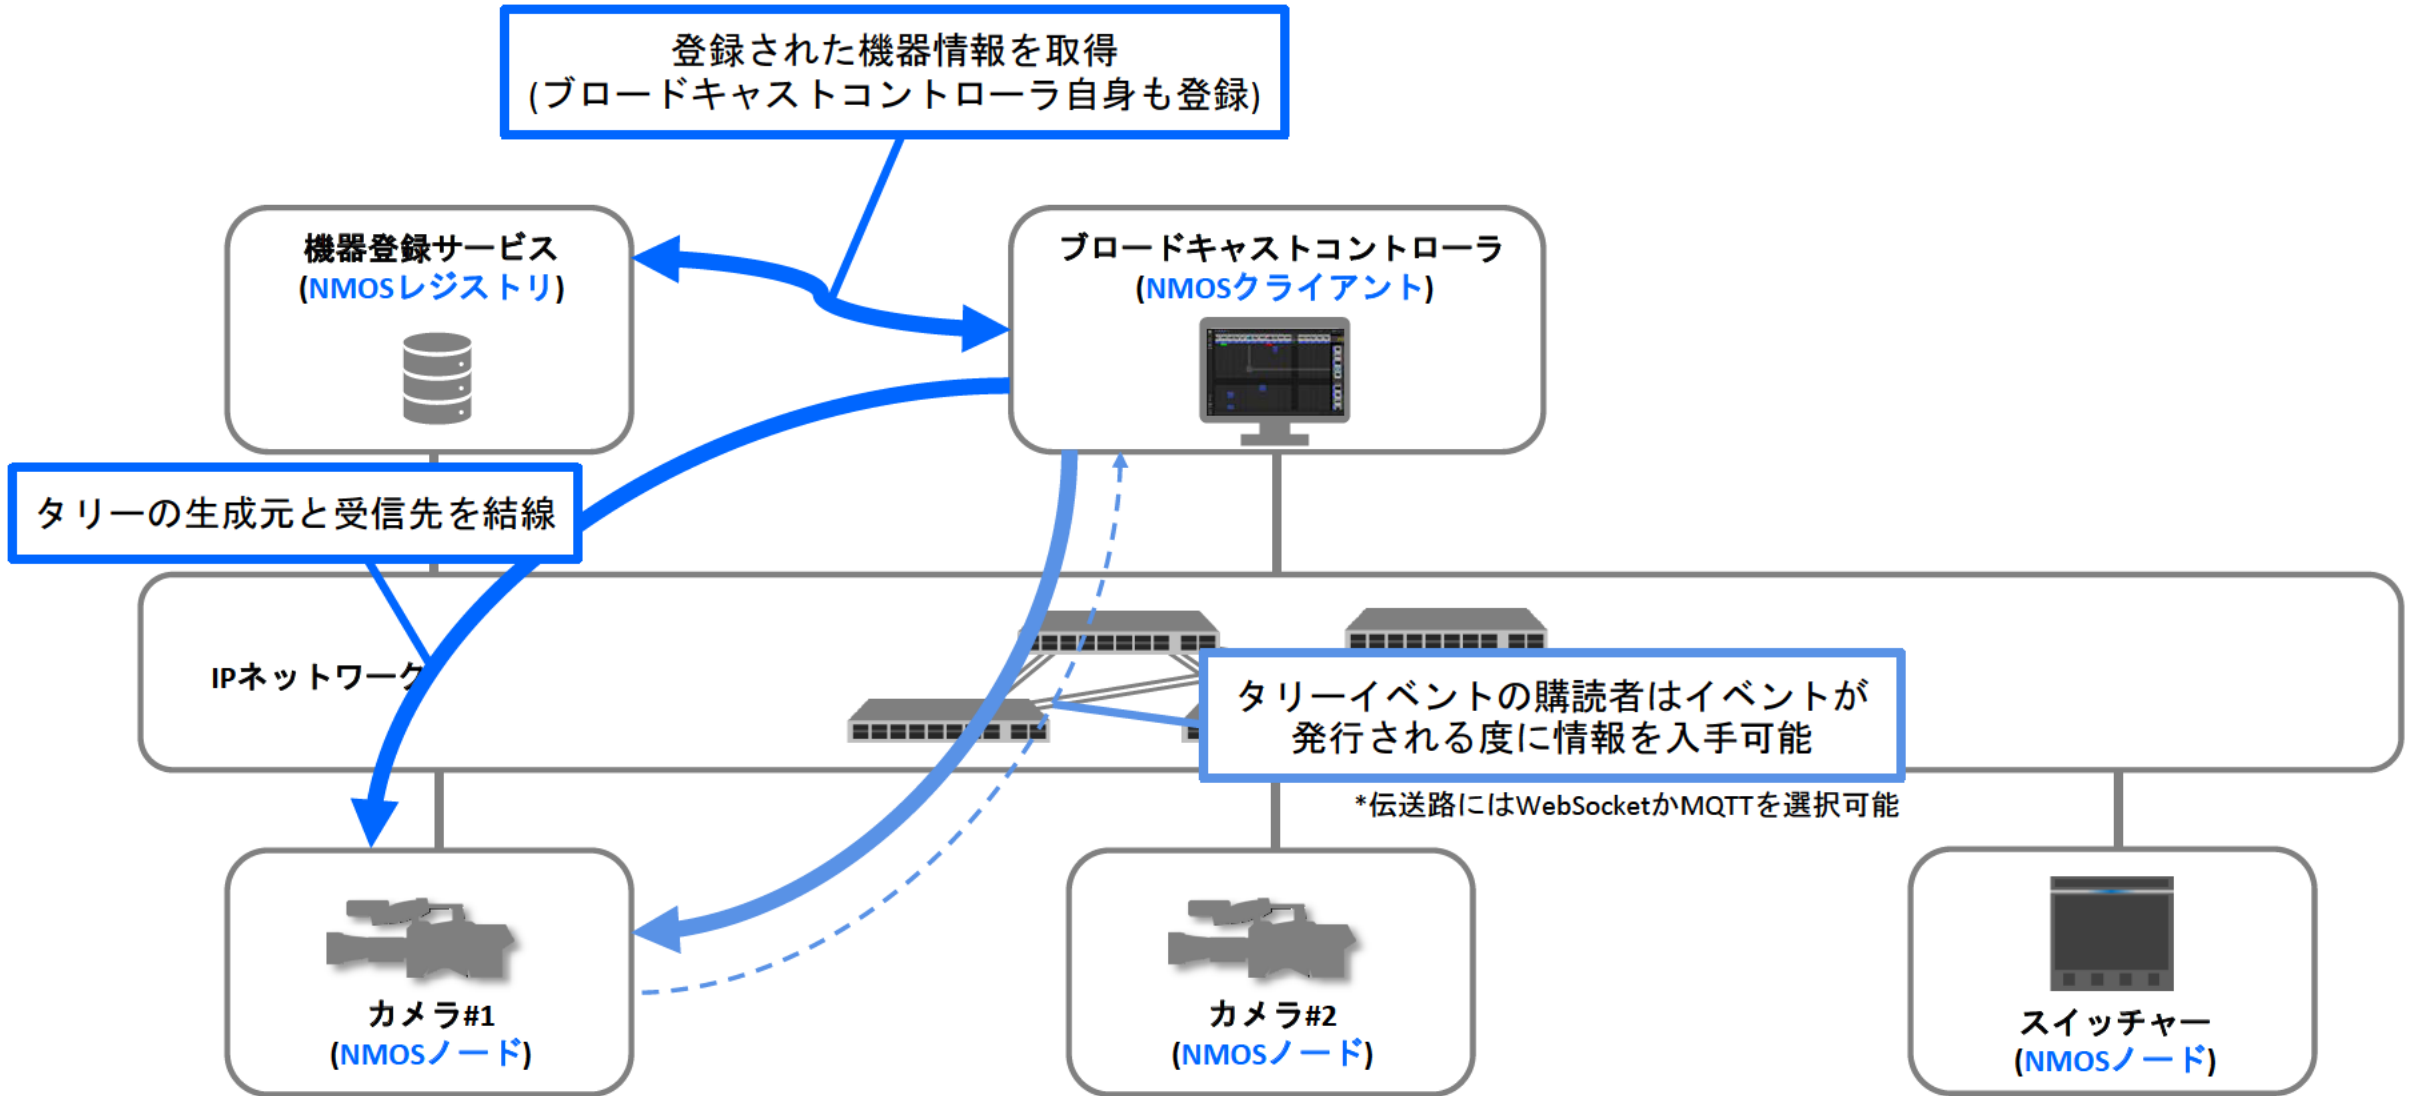 登録された機器情報を取得
(ブロードキャストコントローラ自身も登録)
機器登録サービス
(NMOSレジストリ)
ブロードキャストコントローラ
(NMOSクライアント)
タリーの生成元と受信先を結線
IPネットワーク
タリーイベントの購読者はイベントが
発行される度に情報を入手可能
*伝送路にはWebSocketかMQTTを選択可能
カメラ#1
(NMOSノード)
カメラ#2
(NMOSノード)
スイッチャー
(NMOSノード)